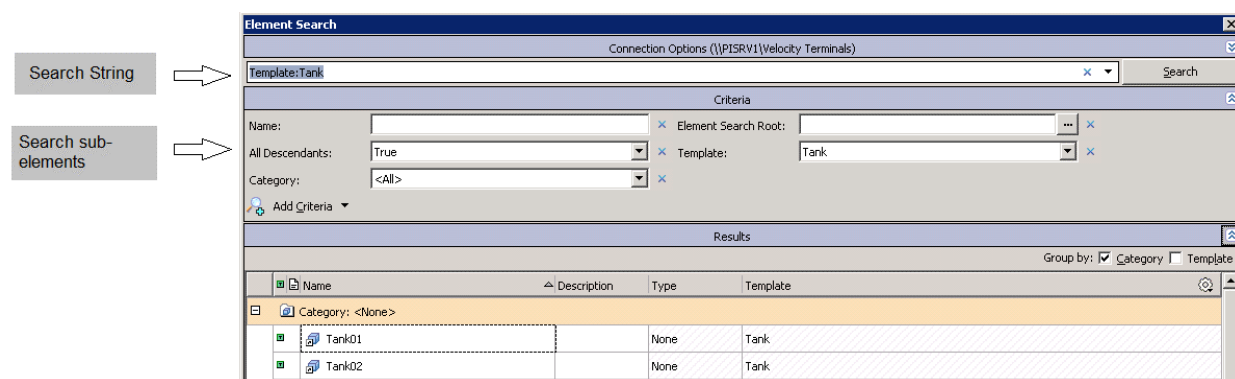 Element Search
Connection Options (\\PISRV1\Velocity Terminals)
Search String
Template:Tank
Search
Criteria
Name:
Element Search Root:
...
Search sub-
elements
All Descendants:
True
Template:
Tank
Category:
<All>
Add Criteria
Results
Group by:
Category
Template
Name
Description
Type
Template
Category: <None>
Tank01
None
Tank
Tank02
None
Tank